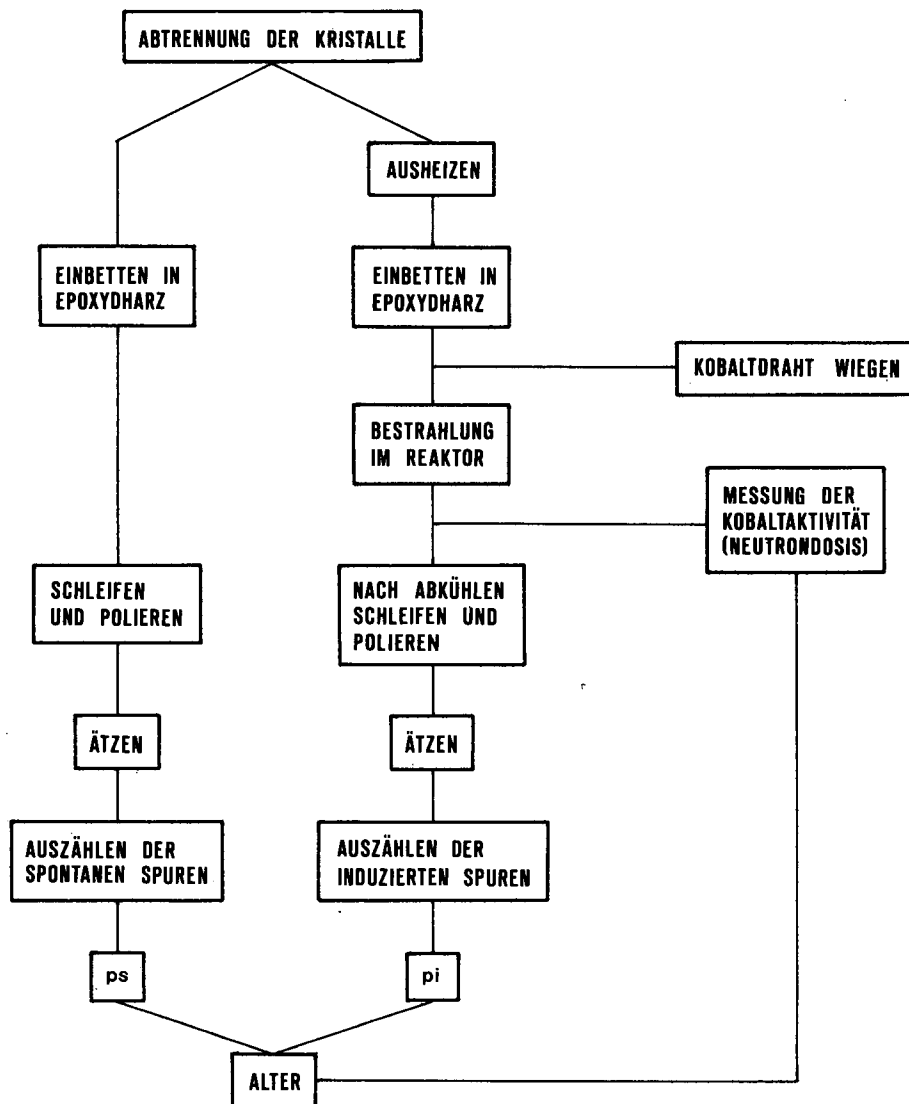 ABTRENNUNG DER KRISTALLE
AUSHEIZEN
EINBETTEN IN
EPOXYDHARZ
EINBETTEN IN
EPOXYDHARZ
KOBALTDRAHT WIEGEN
BESTRAHLUNG
IM REAKTOR
MESSUNG DER
KOBALTAKTIVITÄT
(NEUTRONDOSIS)
SCHLEIFEN
UND POLIEREN
NACH ABKÜHLEN
SCHLEIFEN UND
POLIEREN
ÄTZEN
ÄTZEN
AUSZÄHLEN DER
SPONTANEN SPUREN
AUSZÄHLEN DER
INDUZIERTEN SPUREN
ps
pi
ALTER